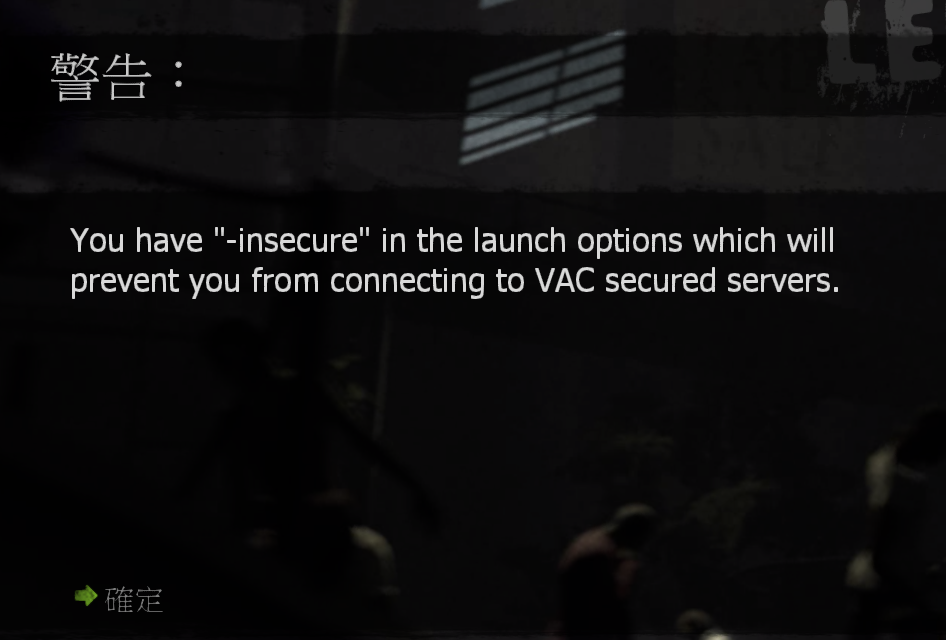 LE
警告：
You have "-insecure" in the launch options which will
prevent you from connecting to VAC secured servers.
確定